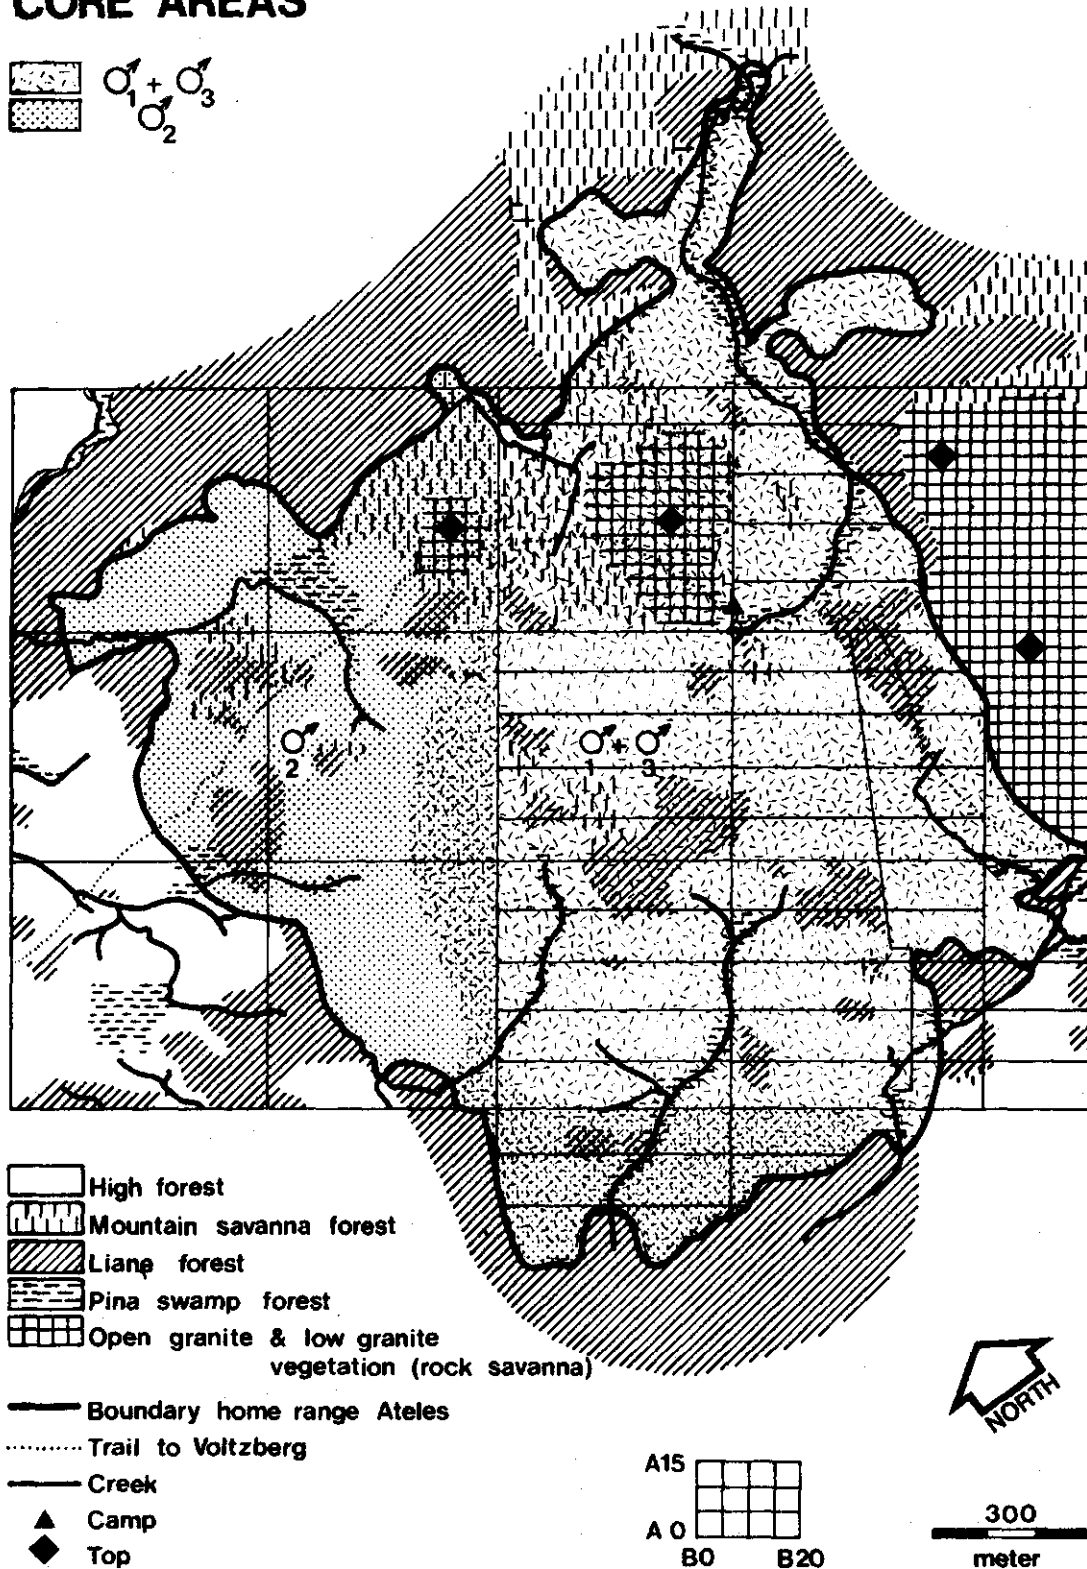 CORE AREAS
♂1 + ♂3
♂2
♂2
♂1 + ♂3
High forest
Mountain savanna forest
Liane forest
Pina swamp forest
Open granite & low granite
vegetation (rock savanna)
Boundary home range Ateles
Trail to Voltzberg
Creek
Camp
Top
NORTH
A15
A0
B0 B20
300
meter